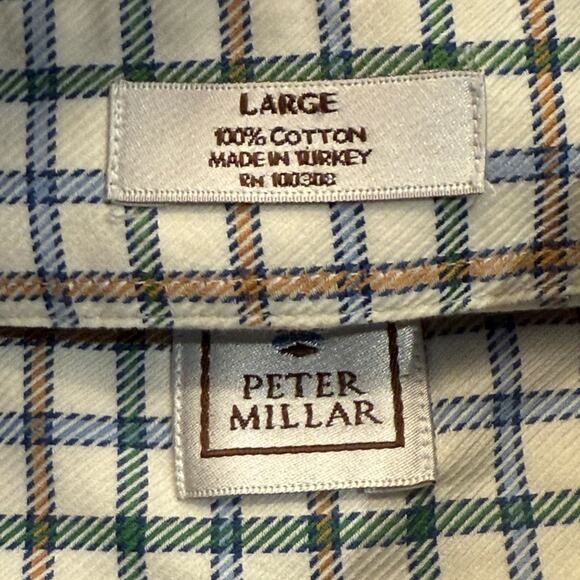 LARGE
100% COTTON
MADE IN TURKEY
RN 100308
PETER
MILLAR